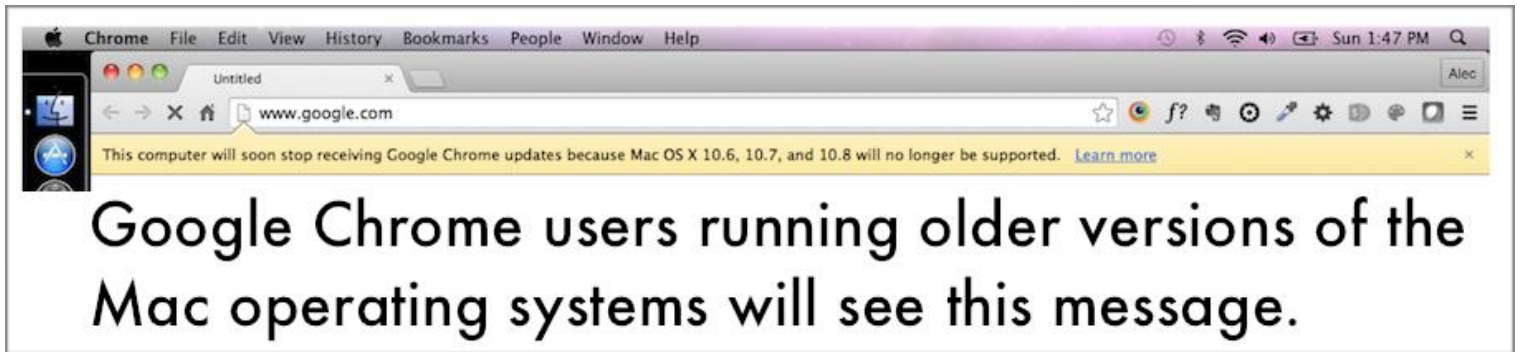 Chrome File Edit View History Bookmarks People Window Help Sun 1:47 PM
Untitled Alec
www.google.com f?
This computer will soon stop receiving Google Chrome updates because Mac OS X 10.6, 10.7, and 10.8 will no longer be supported. Learn more
Google Chrome users running older versions of the
Mac operating systems will see this message.